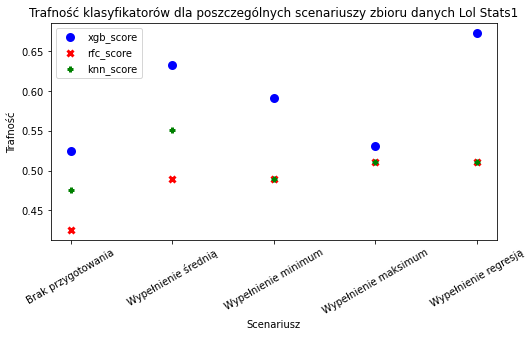 Trafność klasyfikatorów dla poszczególnych scenariuszy zbioru danych Lol Stats1
xgb_score
rfc_score
knn_score
Trafność
0.65
0.60
0.55
0.50
0.45
Brak przygotowania
Wypełnienie średnią
Wypełnienie minimum
Wypełnienie maksimum
Wypełnienie regresją
Scenariusz